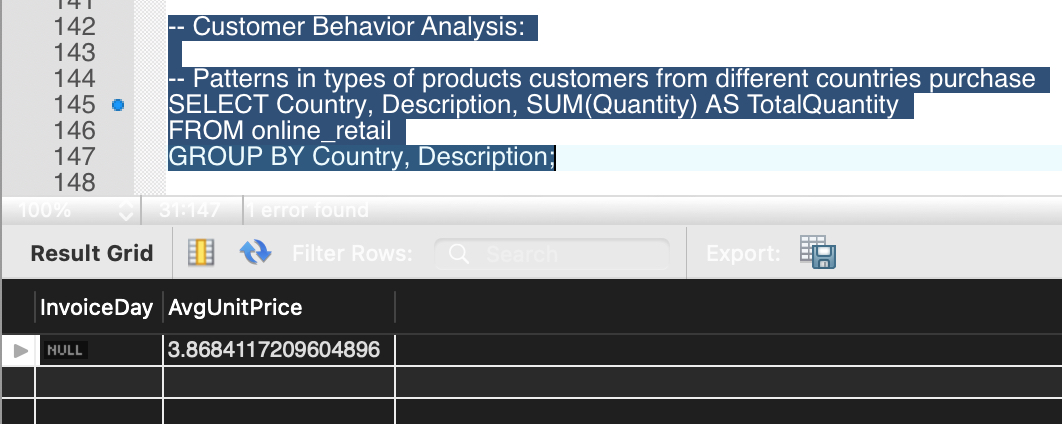 141
142 -- Customer Behavior Analysis:
143
144 -- Patterns in types of products customers from different countries purchase
145 SELECT Country, Description, SUM(Quantity) AS TotalQuantity
146 FROM online_retail
147 GROUP BY Country, Description;
148
100% 31:147 1 error found
Result Grid Filter Rows: Search Export:
InvoiceDay AvgUnitPrice
NULL 3.8684117209604896